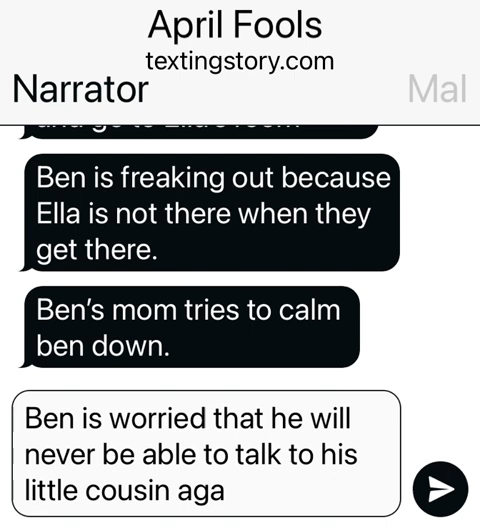 April Fools
textingstory.com
Narrator Mal
Ben is freaking out because
Ella is not there when they
get there.
Ben's mom tries to calm
ben down.
Ben is worried that he will
never be able to talk to his
little cousin aga